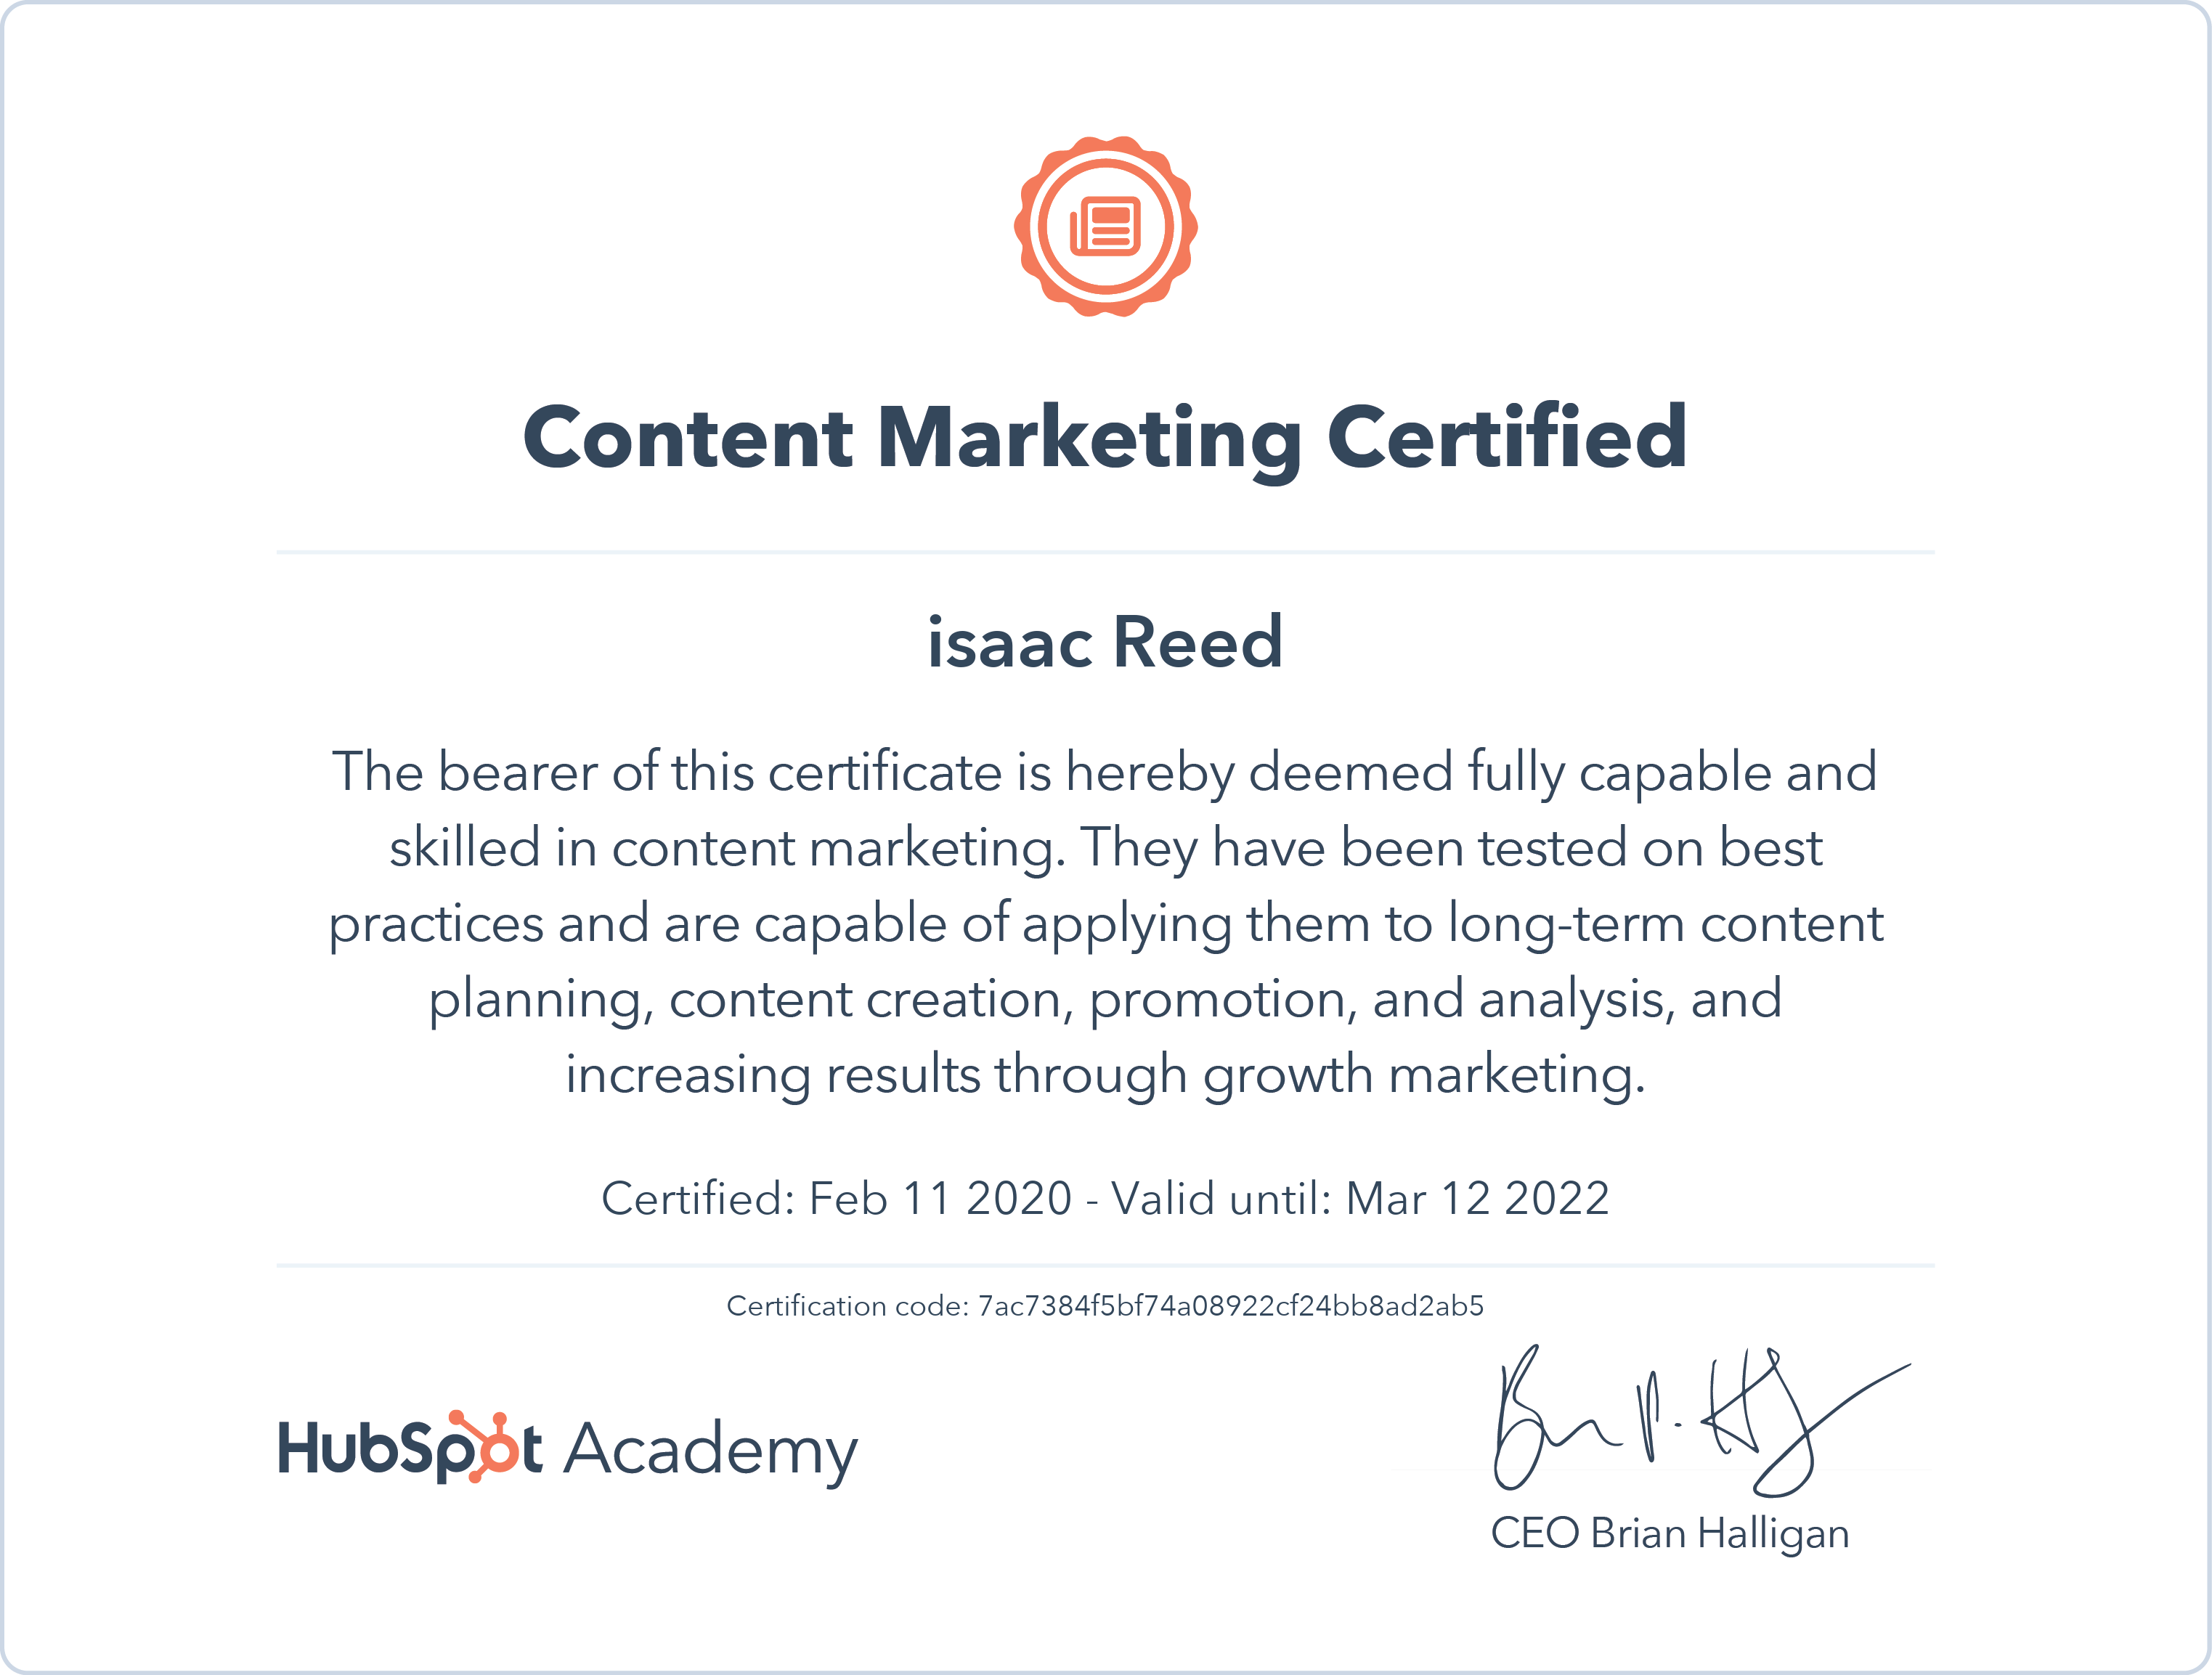 Content Marketing Certified
isaac Reed
The bearer of this certificate is hereby deemed fully capable and
skilled in content marketing. They have been tested on best
practices and are capable of applying them to long-term content
planning, content creation, promotion, and analysis, and
increasing results through growth marketing.
Certified: Feb 11 2020 - Valid until: Mar 12 2022
Certification code: 7ac7384f5bf74a08922cf24bb8ad2ab5
HubSpot Academy
CEO Brian Halligan